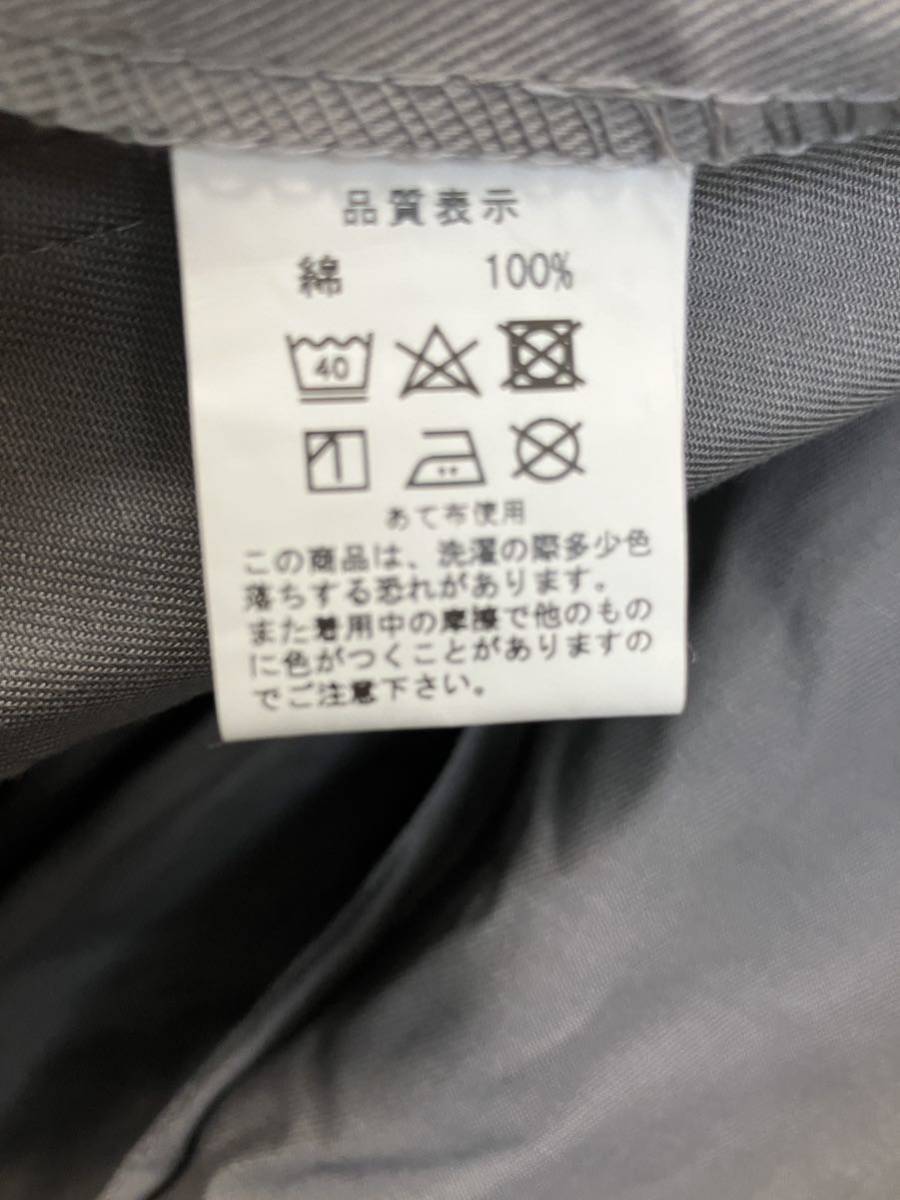 品質表示
綿 100%
40
あて布使用
この商品は、洗濯の際多少色
落ちする恐れがあります。
また着用中の摩擦で他のもの
に色がつくことがありますの
でご注意下さい。